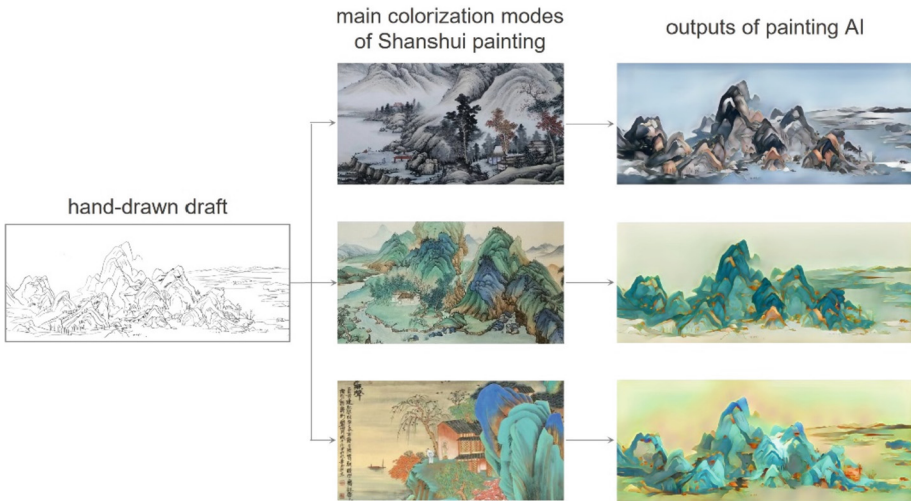 main colorization modes
of Shanshui painting
outputs of painting AI
hand-drawn draft